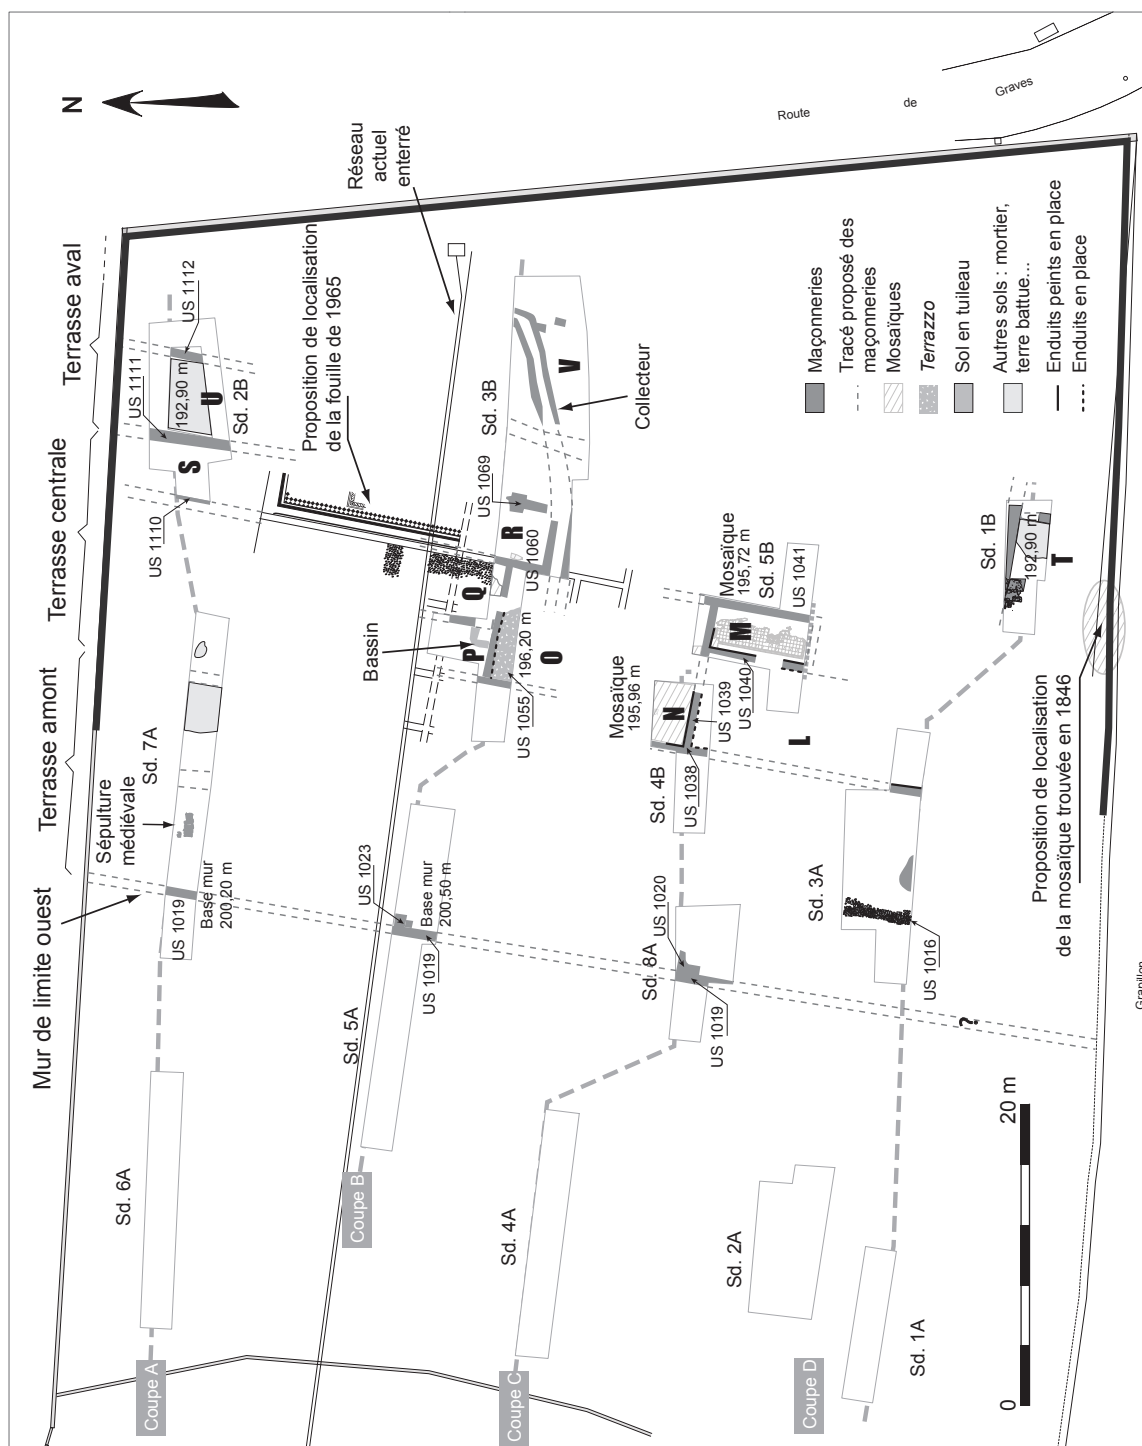 N
Route
de
Graves
Réseau
actuel
enterré
Terrasse aval
Terrasse centrale
Terrasse amont
Mur de limite ouest
Proposition de localisation
de la fouille de 1965
US 1112
US 1111
192,90 m
U
Sd. 2B
S
US 1110
Sd. 3B
V
Collecteur
US 1069
R
US 1060
Q
Bassin
P
196,20 m
O
US 1055
Sépulture
médiévale
Sd. 7A
US 1019
Base mur
200,20 m
US 1023
Base mur
200,50 m
US 1019
Sd. 5A
Sd. 6A
Coupe A
Coupe B
Mosaïque
195,72 m
Sd. 5B
US 1041
M
Mosaïque
195,96 m
N
US 1039
US 1040
L
Sd. 4B
US 1038
US 1020
Sd. 8A
US 1019
Sd. 4A
Coupe C
Sd. 1B
192,90 m
T
Sd. 3A
US 1016
?
Sd. 2A
Sd. 1A
Coupe D
Proposition de localisation
de la mosaïque trouvée en 1846
Grapillon
Maçonneries
Tracé proposé des
maçonneries
Mosaïques
Terrazzo
Sol en tuileau
Autres sols : mortier,
terre battue...
Enduits peints en place
Enduits en place
0
20 m